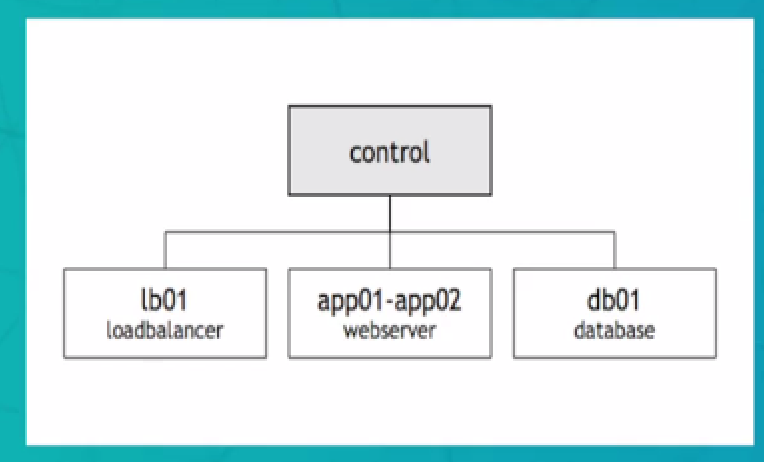 control
lb01
loadbalancer
app01-app02
webserver
db01
database